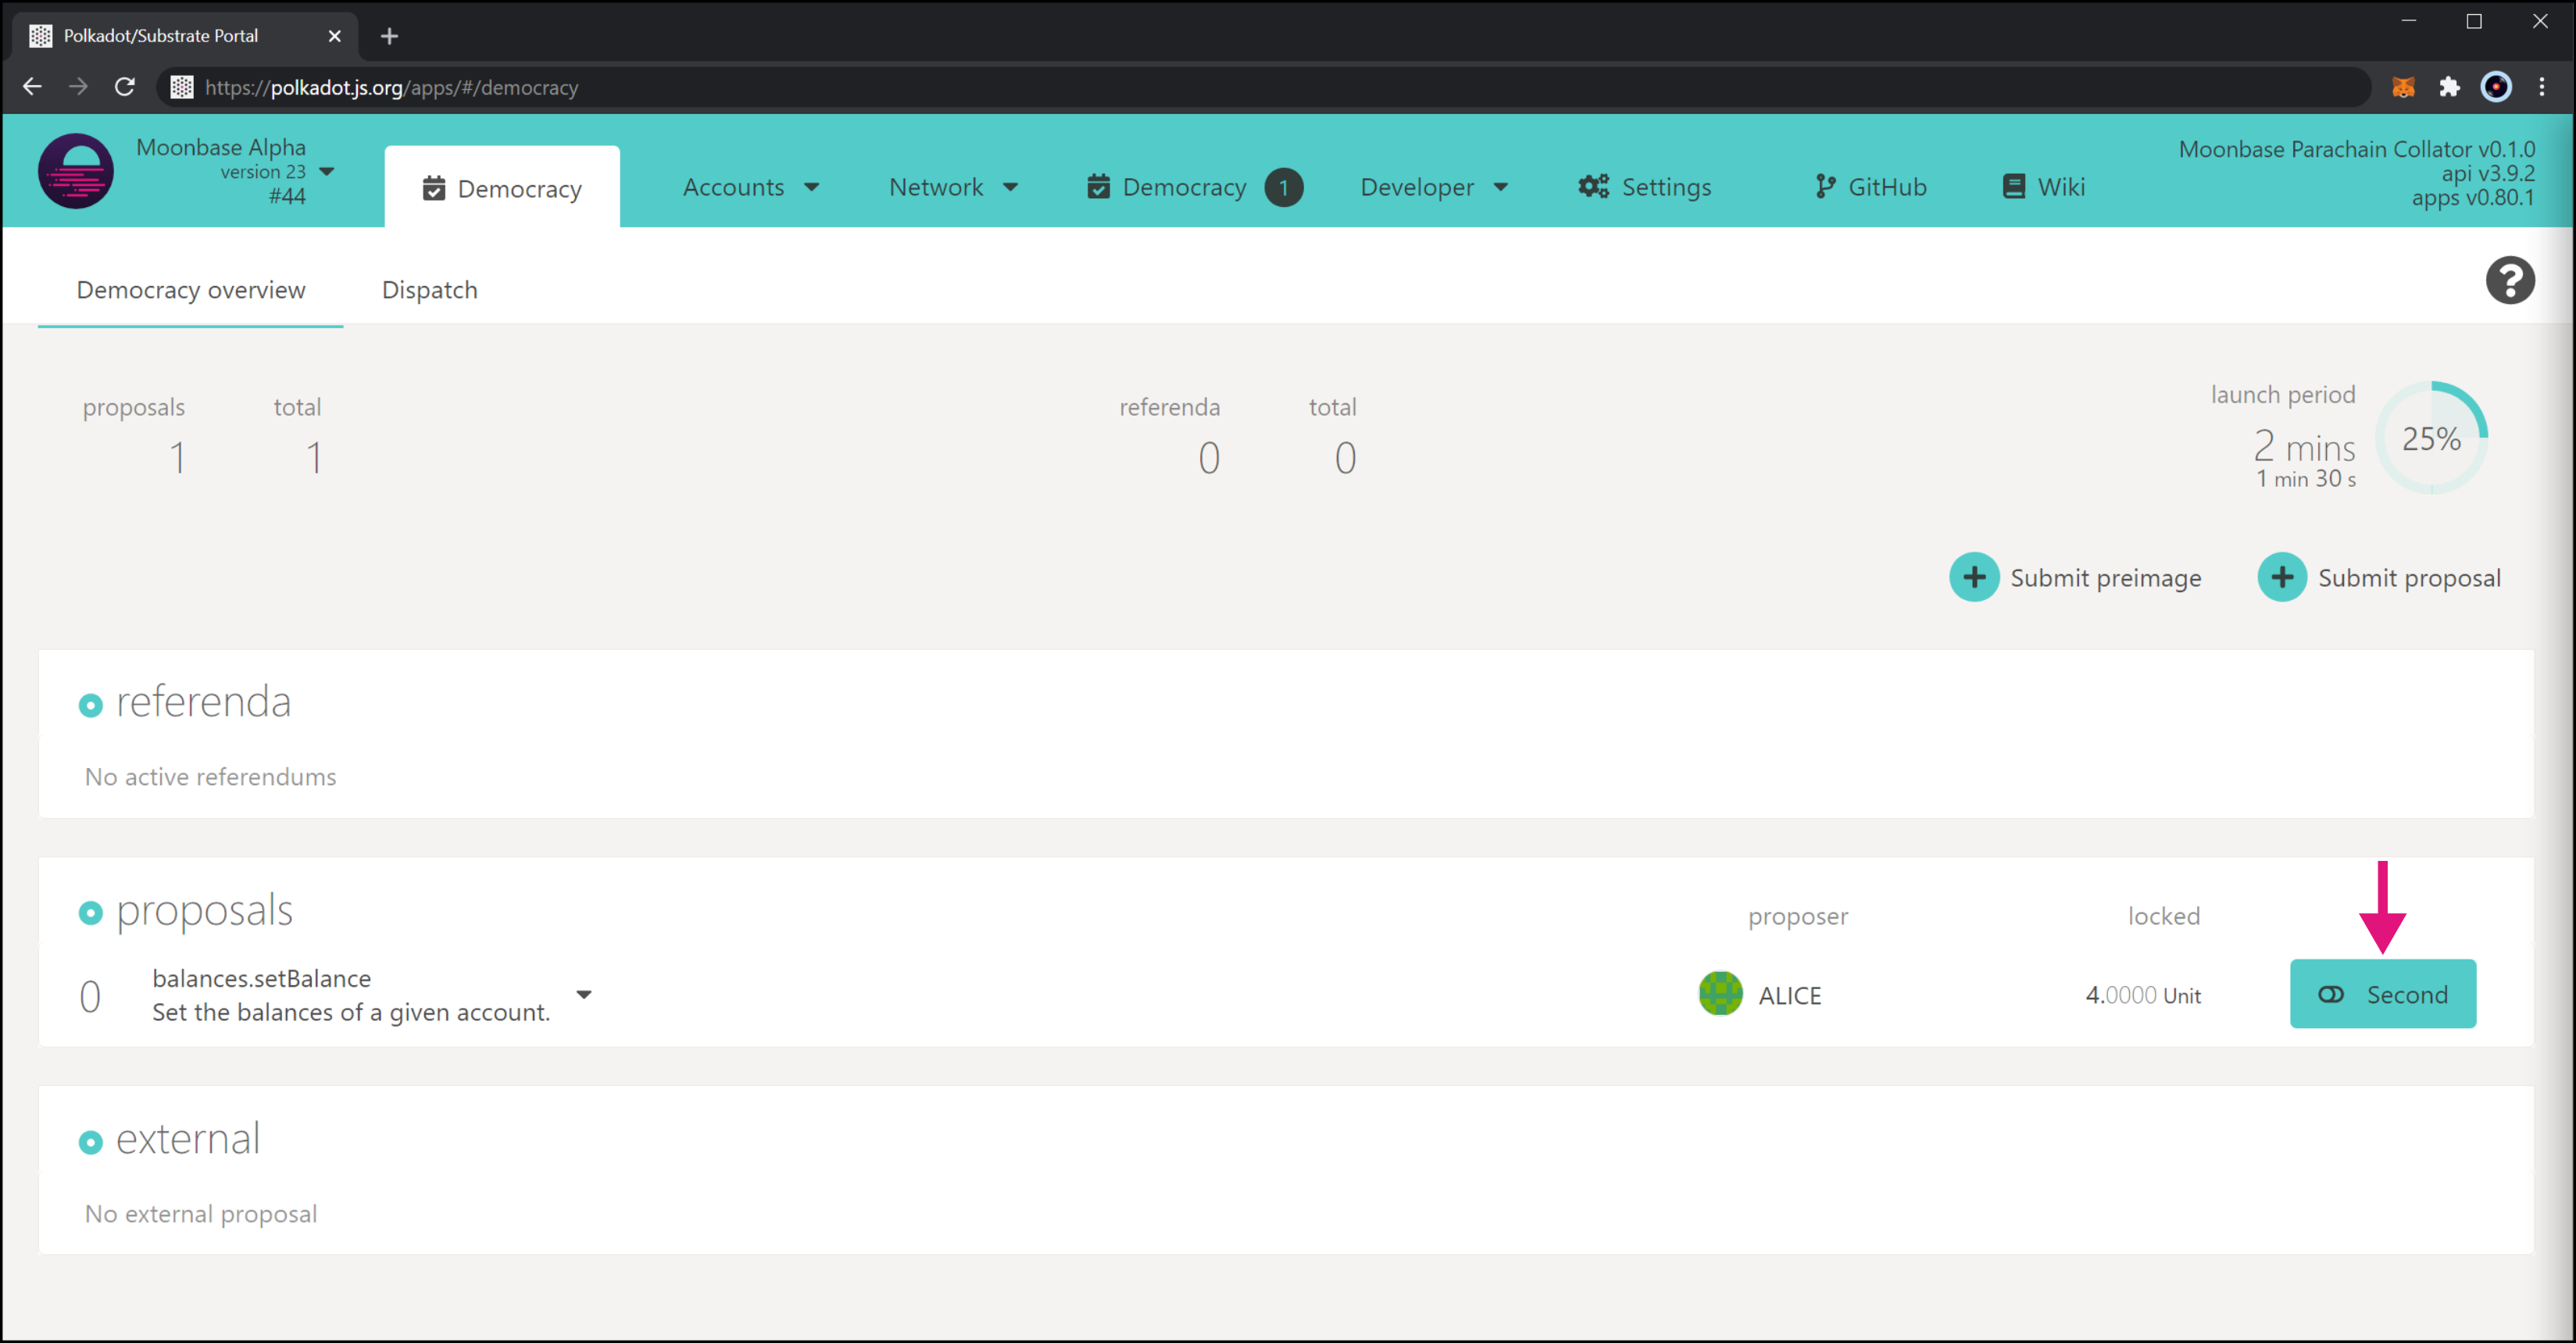 Polkadot/Substrate Portal
https://polkadot.js.org/apps/#/democracy
Moonbase Alpha
version 23
#44
Democracy
Accounts
Network
Democracy 1
Developer
Settings
GitHub
Wiki
Moonbase Parachain Collator v0.1.0
api v3.9.2
apps v0.80.1
Democracy overview
Dispatch
?
proposals
1
total
1
referenda
0
total
0
launch period
2 mins
1 min 30 s
25%
Submit preimage
Submit proposal
referenda
No active referendums
proposals
proposer
locked
0
balances.setBalance
Set the balances of a given account.
ALICE
4.0000 Unit
Second
external
No external proposal